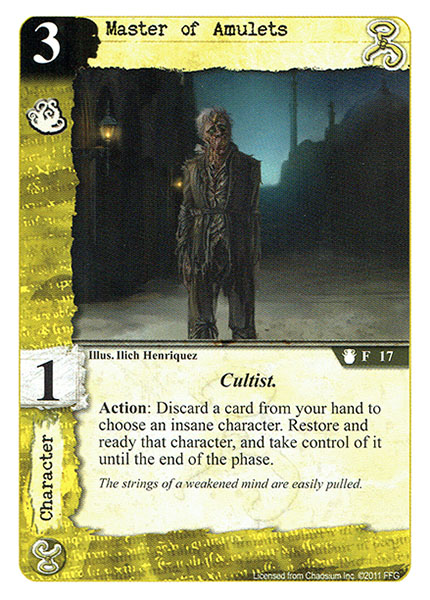 3
Master of Amulets
Illus. Ilich Henriquez
F 17
1
Cultist.
Action: Discard a card from your hand to
choose an insane character. Restore and
ready that character, and take control of it
until the end of the phase.
The strings of a weakened mind are easily pulled.
Character
Licensed from Chaosium Inc. ©2011 FFG